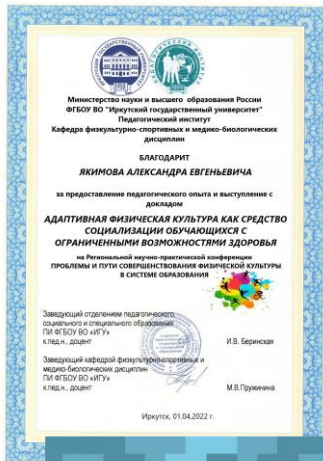 Министерство науки и высшего образования России
ФГБОУ ВО "Иркутский государственный университет"
Педагогический институт
Кафедра физкультурно-спортивных и медико-биологических
дисциплин
БЛАГОДАРИТ
ЯКИМОВА АЛЕКСАНДРА ЕВГЕНЬЕВИЧА
за предоставление педагогического опыта и выступление с
докладом
АДАПТИВНАЯ ФИЗИЧЕСКАЯ КУЛЬТУРА КАК СРЕДСТВО
СОЦИАЛИЗАЦИИ ОБУЧАЮЩИХСЯ С
ОГРАНИЧЕННЫМИ ВОЗМОЖНОСТЯМИ ЗДОРОВЬЯ
на Региональной научно-практической конференции
ПРОБЛЕМЫ И ПУТИ СОВЕРШЕНСТВОВАНИЯ ФИЗИЧЕСКОЙ КУЛЬТУРЫ
В СИСТЕМЕ ОБРАЗОВАНИЯ
Заведующий отделением педагогического
социального и специального образования
ПИ ФГБОУ ВО «ИГУ»
к.пед.н., доцент И.В. Беринская
Заведующий кафедрой физкультурно-спортивных и
медико-биологических дисциплин
ПИ ФГБОУ ВО «ИГУ»
к.пед.н., доцент М.В.Пружинина
Иркутск, 01.04.2022 г.